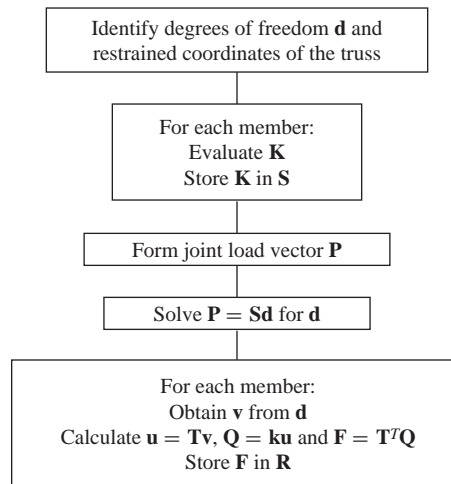 Identify degrees of freedom d and
restrained coordinates of the truss
For each member:
Evaluate K
Store K in S
Form joint load vector P
Solve P = Sd for d
For each member:
Obtain v from d
Calculate u = Tv, Q = ku and F = TᵀQ
Store F in R